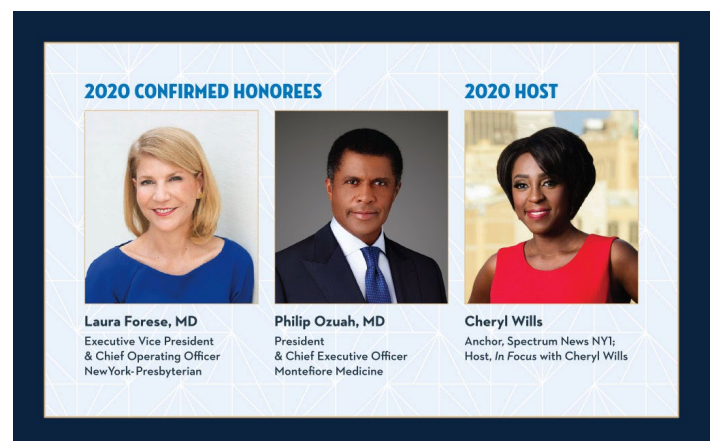 2020 CONFIRMED HONOREES
2020 HOST
Laura Forese, MD
Executive Vice President
& Chief Operating Officer
NewYork-Presbyterian
Philip Ozuah, MD
President
& Chief Executive Officer
Montefiore Medicine
Cheryl Wills
Anchor, Spectrum News NY1;
Host, In Focus with Cheryl Wills